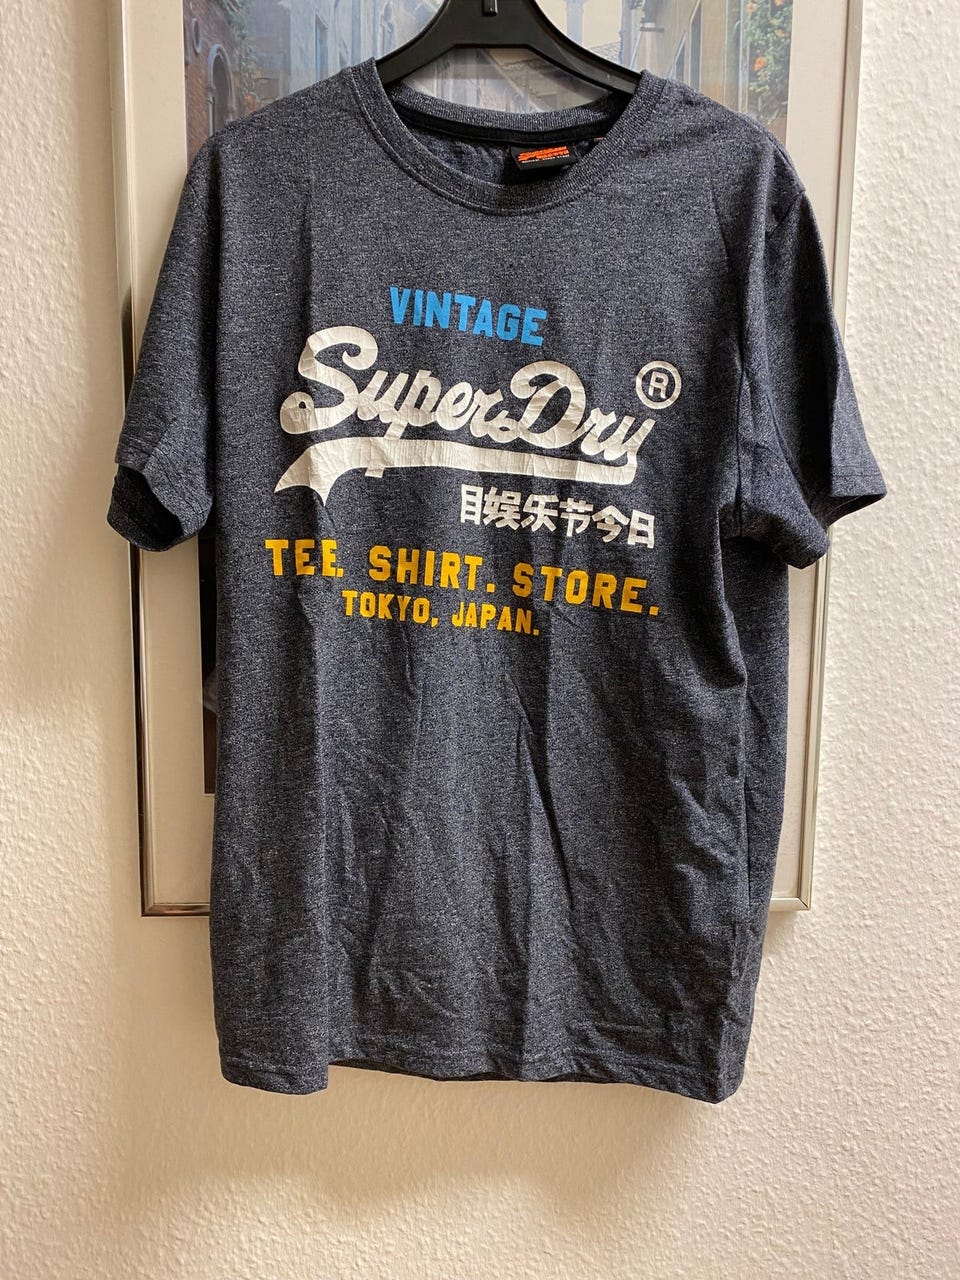 VINTAGE
SuperDry ®
目娱乐节今日
TEE. SHIRT. STORE.
TOKYO, JAPAN.